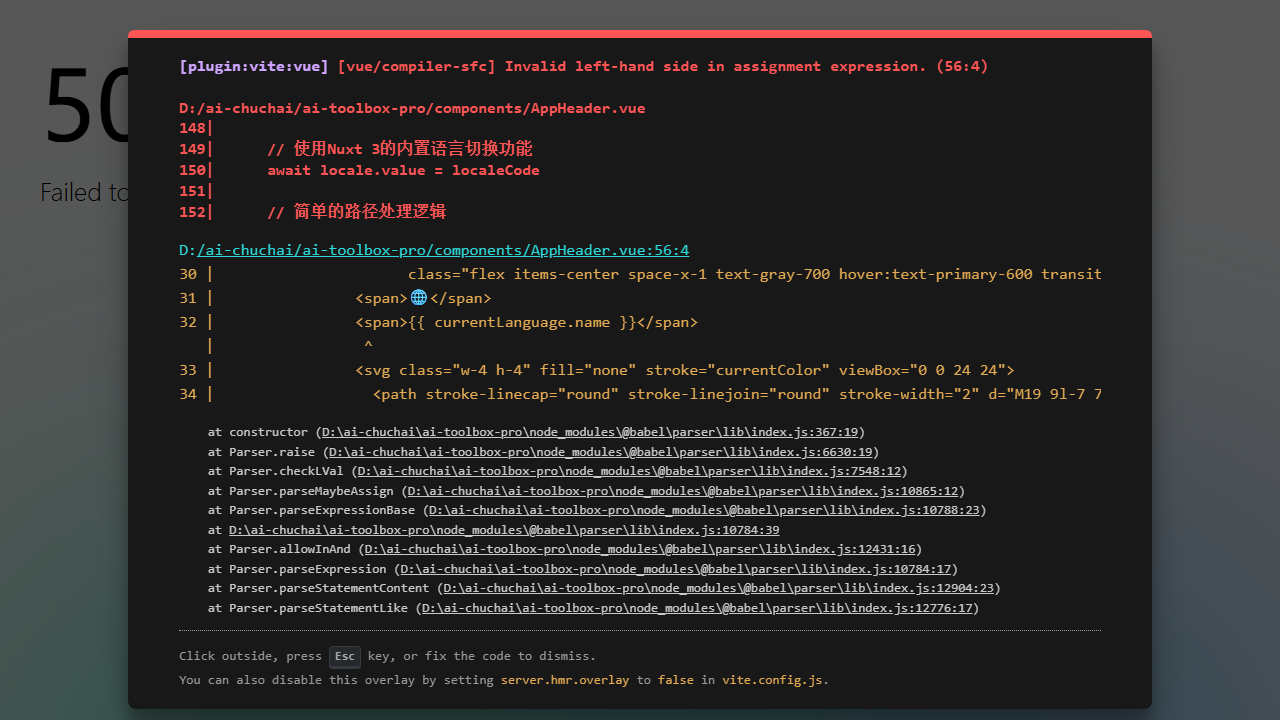 50
Failed to
[plugin:vite:vue] [vue/compiler-sfc] Invalid left-hand side in assignment expression. (56:4)
D:/ai-chuchai/ai-toolbox-pro/components/AppHeader.vue
148|
149|      // 使用Nuxt 3的内置语言切换功能
150|      await locale.value = localeCode
151|
152|      // 简单的路径处理逻辑
D:/ai-chuchai/ai-toolbox-pro/components/AppHeader.vue:56:4
30 |                      class="flex items-center space-x-1 text-gray-700 hover:text-primary-600 transit
31 |                <span>🌐</span>
32 |                <span>{{ currentLanguage.name }}</span>
   |                 ^
33 |                <svg class="w-4 h-4" fill="none" stroke="currentColor" viewBox="0 0 24 24">
34 |                  <path stroke-linecap="round" stroke-linejoin="round" stroke-width="2" d="M19 9l-7 7
at constructor (D:\ai-chuchai\ai-toolbox-pro\node_modules\@babel\parser\lib\index.js:367:19)
at Parser.raise (D:\ai-chuchai\ai-toolbox-pro\node_modules\@babel\parser\lib\index.js:6630:19)
at Parser.checkLVal (D:\ai-chuchai\ai-toolbox-pro\node_modules\@babel\parser\lib\index.js:7548:12)
at Parser.parseMaybeAssign (D:\ai-chuchai\ai-toolbox-pro\node_modules\@babel\parser\lib\index.js:10865:12)
at Parser.parseExpressionBase (D:\ai-chuchai\ai-toolbox-pro\node_modules\@babel\parser\lib\index.js:10788:23)
at D:\ai-chuchai\ai-toolbox-pro\node_modules\@babel\parser\lib\index.js:10784:39
at Parser.allowInAnd (D:\ai-chuchai\ai-toolbox-pro\node_modules\@babel\parser\lib\index.js:12431:16)
at Parser.parseExpression (D:\ai-chuchai\ai-toolbox-pro\node_modules\@babel\parser\lib\index.js:10784:17)
at Parser.parseStatementContent (D:\ai-chuchai\ai-toolbox-pro\node_modules\@babel\parser\lib\index.js:12904:23)
at Parser.parseStatementLike (D:\ai-chuchai\ai-toolbox-pro\node_modules\@babel\parser\lib\index.js:12776:17)
Click outside, press Esc key, or fix the code to dismiss.
You can also disable this overlay by setting server.hmr.overlay to false in vite.config.js.